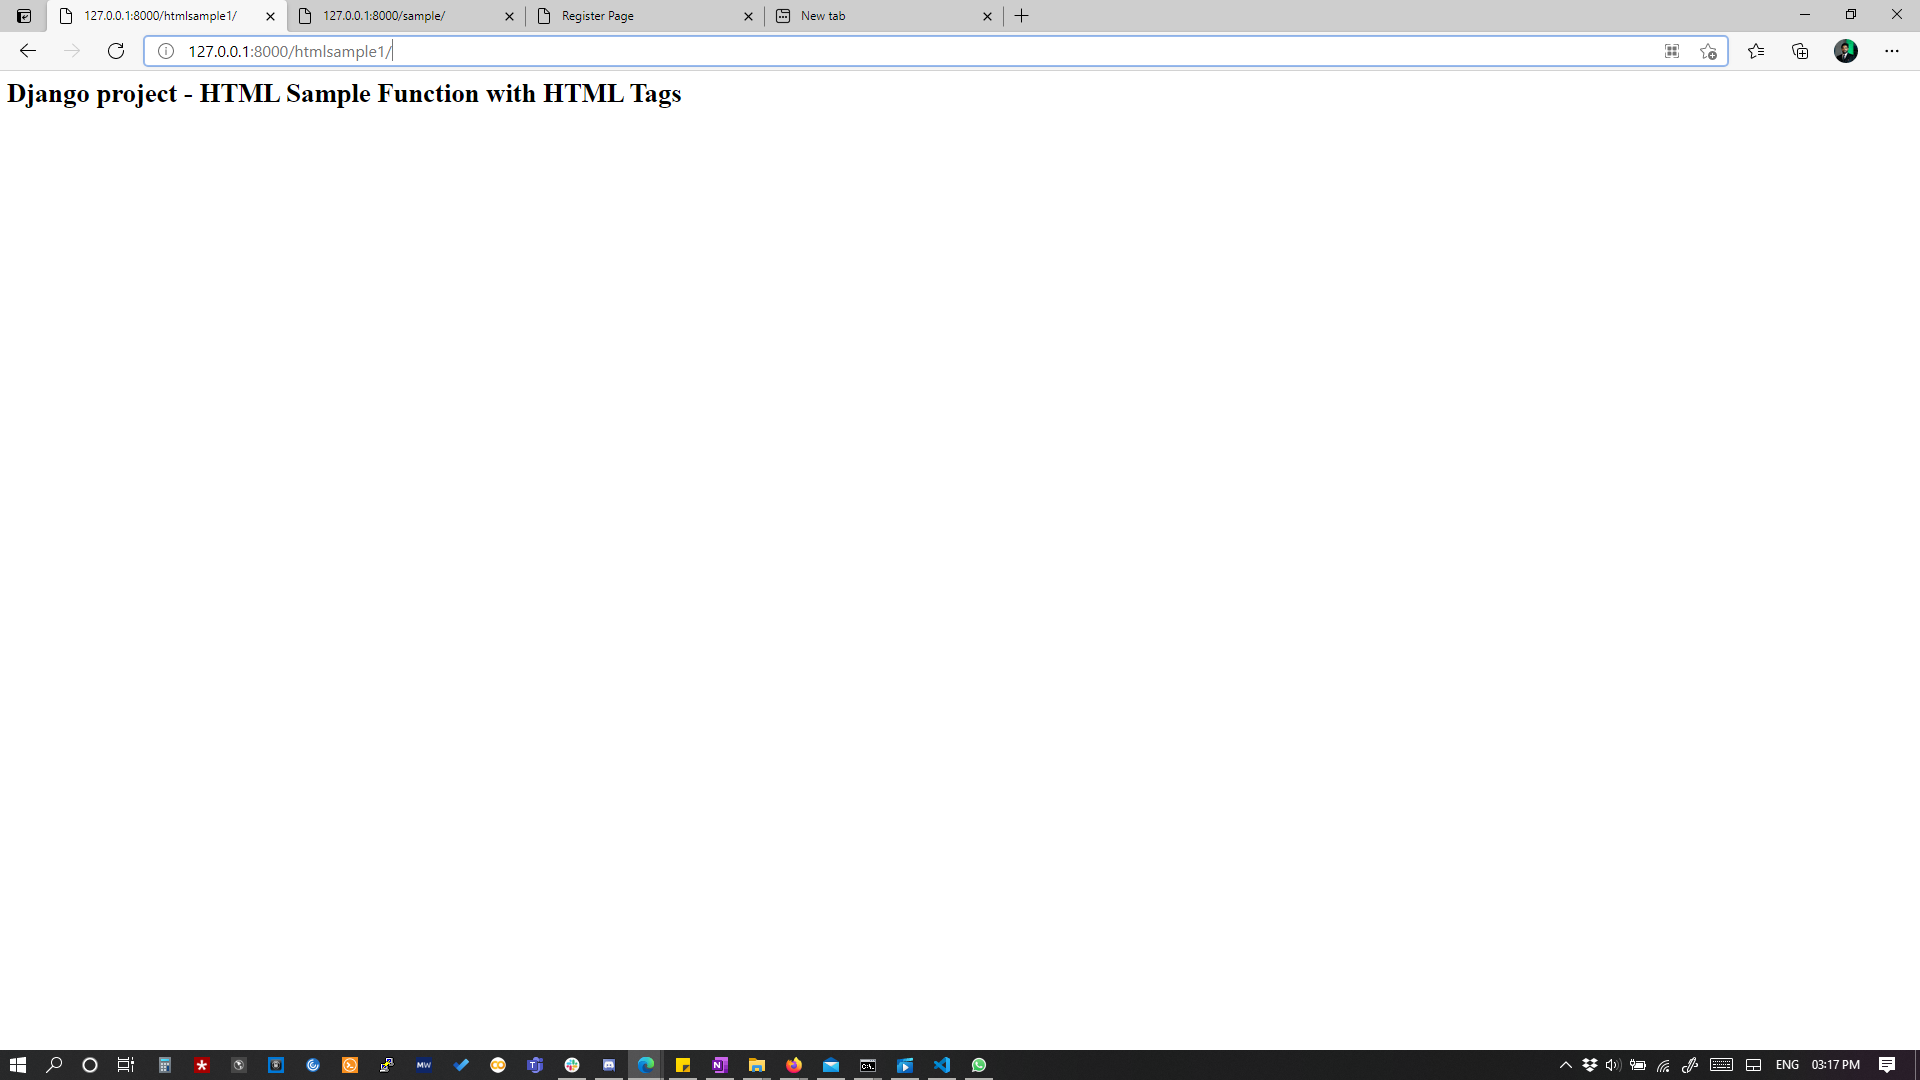 127.0.0.1:8000/htmlsample1/
127.0.0.1:8000/sample/
Register Page
New tab
127.0.0.1:8000/htmlsample1/
Django project - HTML Sample Function with HTML Tags
MW
ENG
03:17 PM